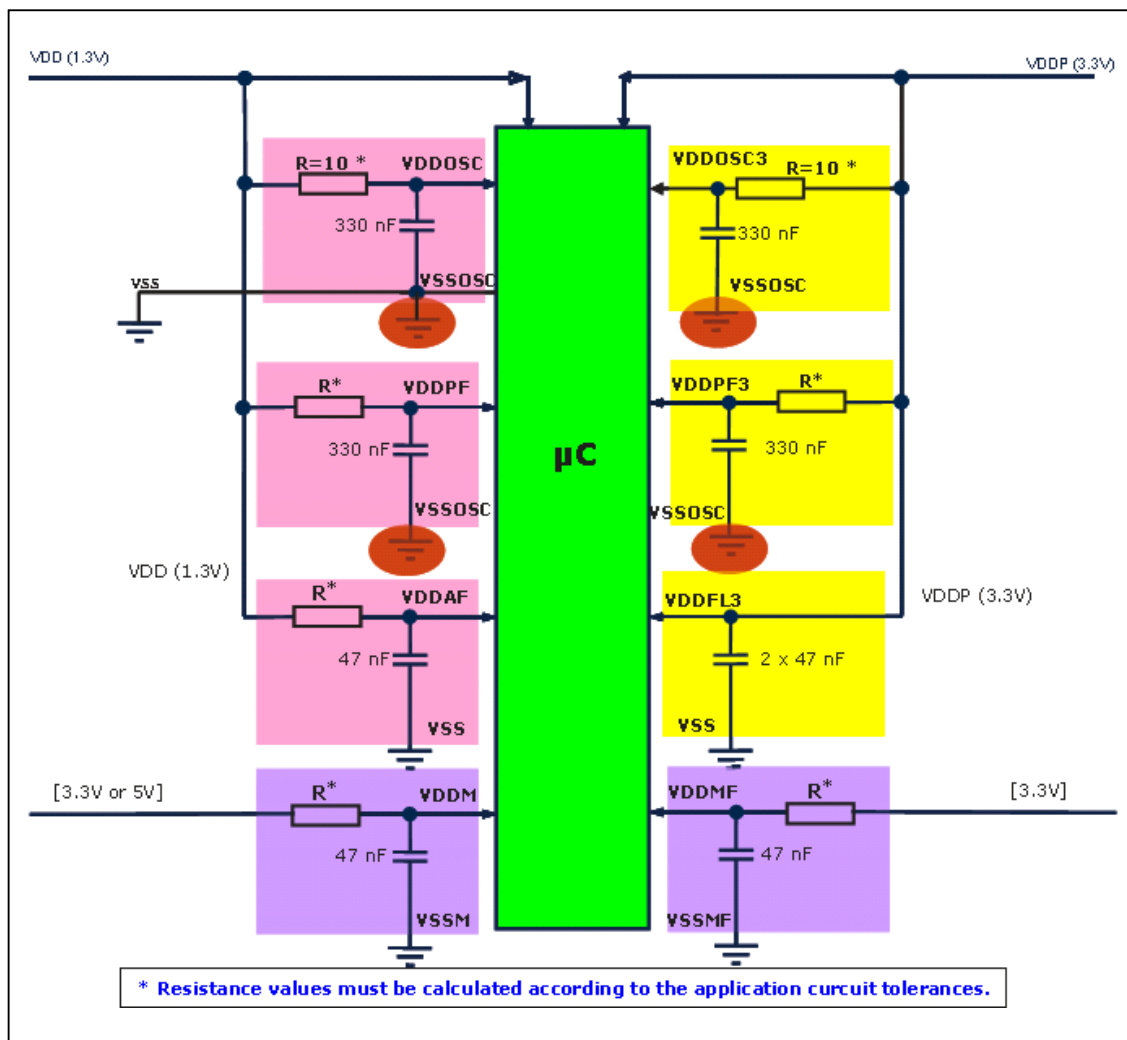 VDD (1.3V)
VDDP (3.3V)
R=10 *
VDDOSC
330 nF
VSSOSC
VSS
VDDOSC3
R=10 *
330 nF
VSSOSC
R*
VDDPF
330 nF
VSSOSC
VDDPF3
R*
330 nF
VSSOSC
µC
VDD (1.3V)
R*
VDDAF
47 nF
VSS
VDDFL3
2 x 47 nF
VSS
VDDP (3.3V)
[3.3V or 5V]
R*
VDDM
47 nF
VSSM
VDDMF
R*
[3.3V]
47 nF
VSSMF
* Resistance values must be calculated according to the application curcuit tolerances.